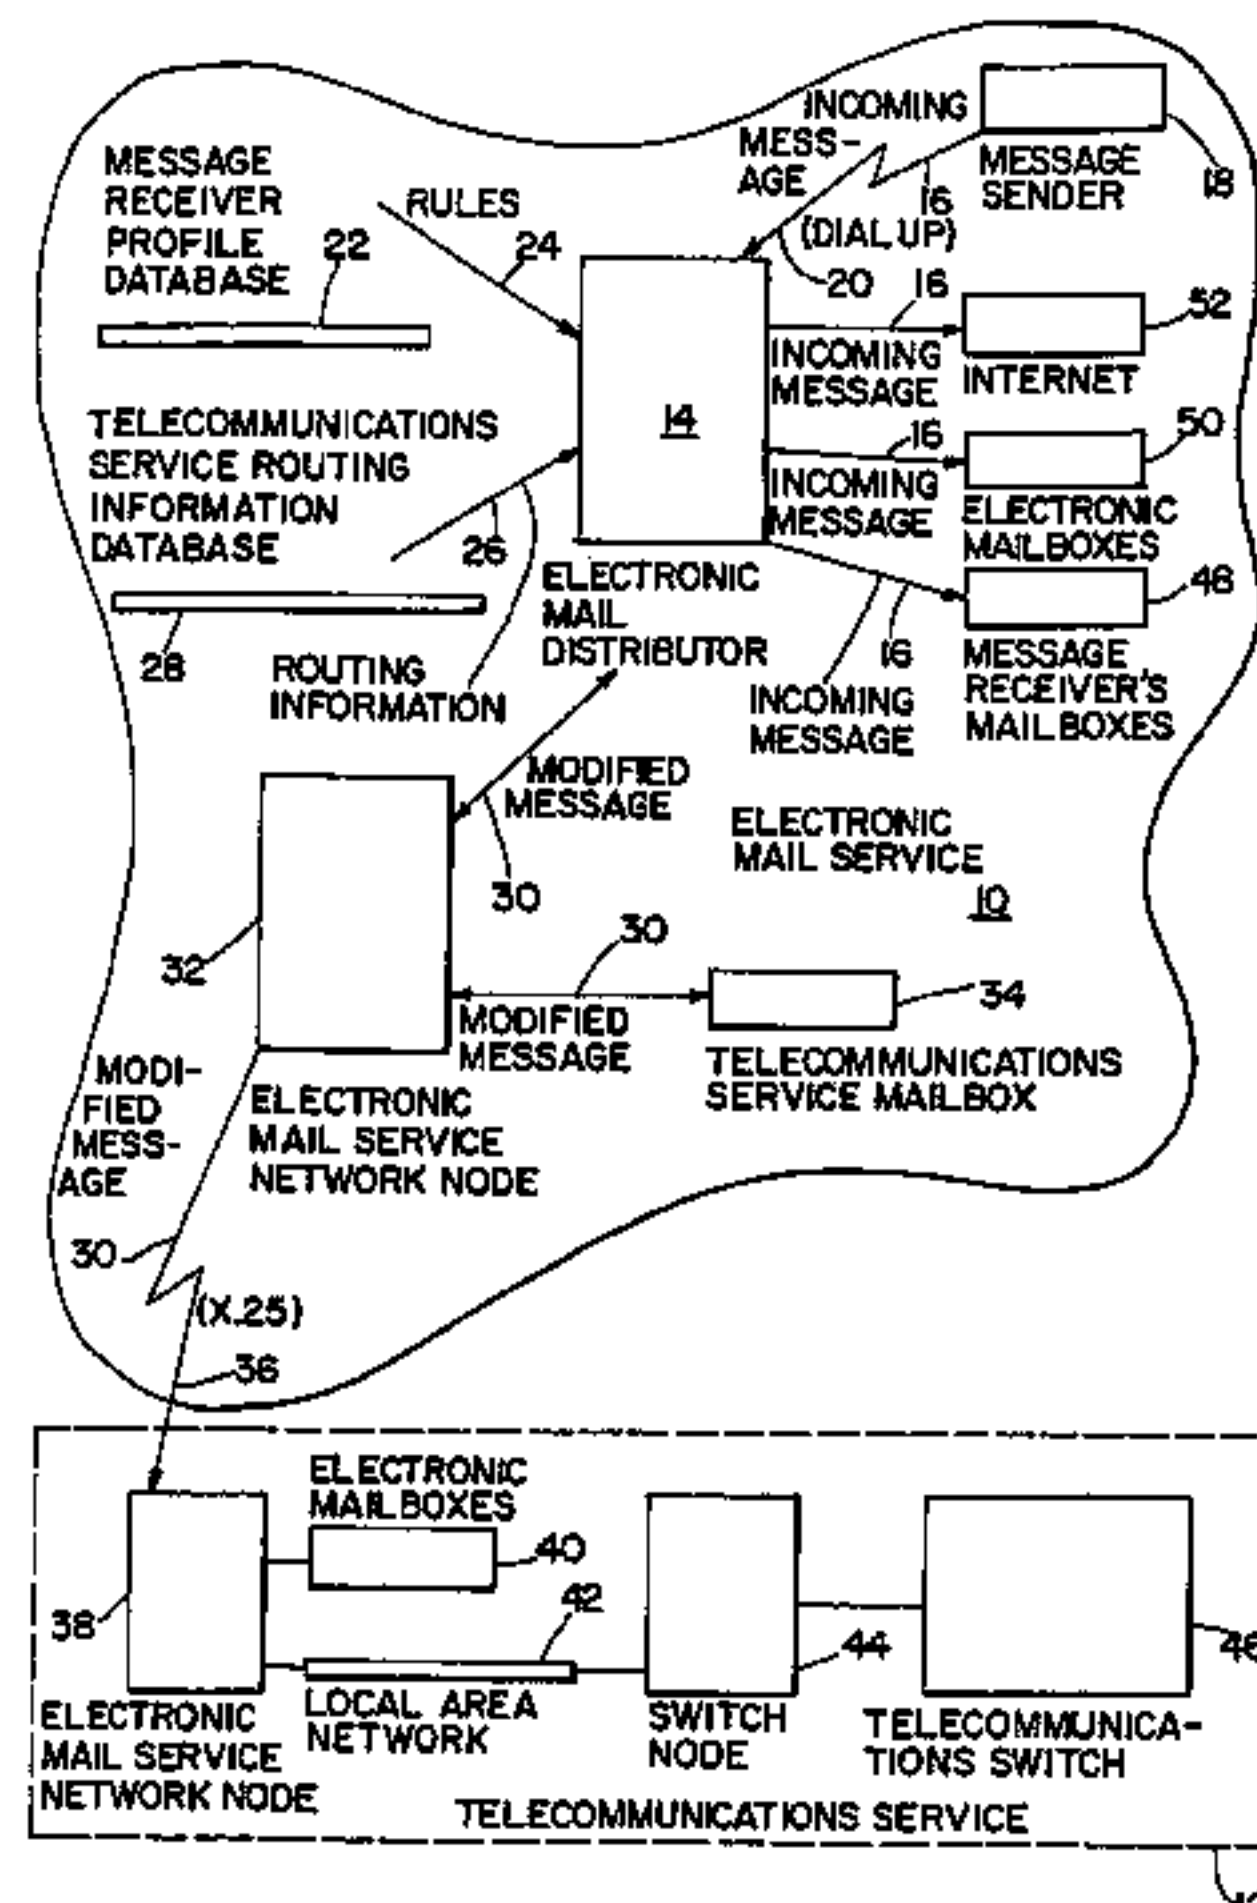 INCOMING
MESS-
AGE
16
(DIAL UP)
20
MESSAGE
SENDER
18
MESSAGE
RECEIVER
PROFILE
DATABASE
22
RULES
24
14
16
INCOMING
MESSAGE
52
INTERNET
TELECOMMUNICATIONS
SERVICE ROUTING
INFORMATION
DATABASE
26
28
ROUTING
INFORMATION
16
INCOMING
MESSAGE
50
ELECTRONIC
MAILBOXES
ELECTRONIC
MAIL
DISTRIBUTOR
16
INCOMING
MESSAGE
48
MESSAGE
RECEIVER'S
MAILBOXES
MODIFIED
MESSAGE
30
ELECTRONIC
MAIL SERVICE
10
32
30
MODIFIED
MESSAGE
34
TELECOMMUNICATIONS
SERVICE MAILBOX
MODI-
FIED
MESS-
AGE
ELECTRONIC
MAIL SERVICE
NETWORK NODE
30
(X.25)
36
ELECTRONIC
MAILBOXES
40
38
42
44
46
ELECTRONIC
MAIL SERVICE
NETWORK NODE
LOCAL AREA
NETWORK
SWITCH
NODE
TELECOMMUNICA-
TIONS SWITCH
TELECOMMUNICATIONS SERVICE